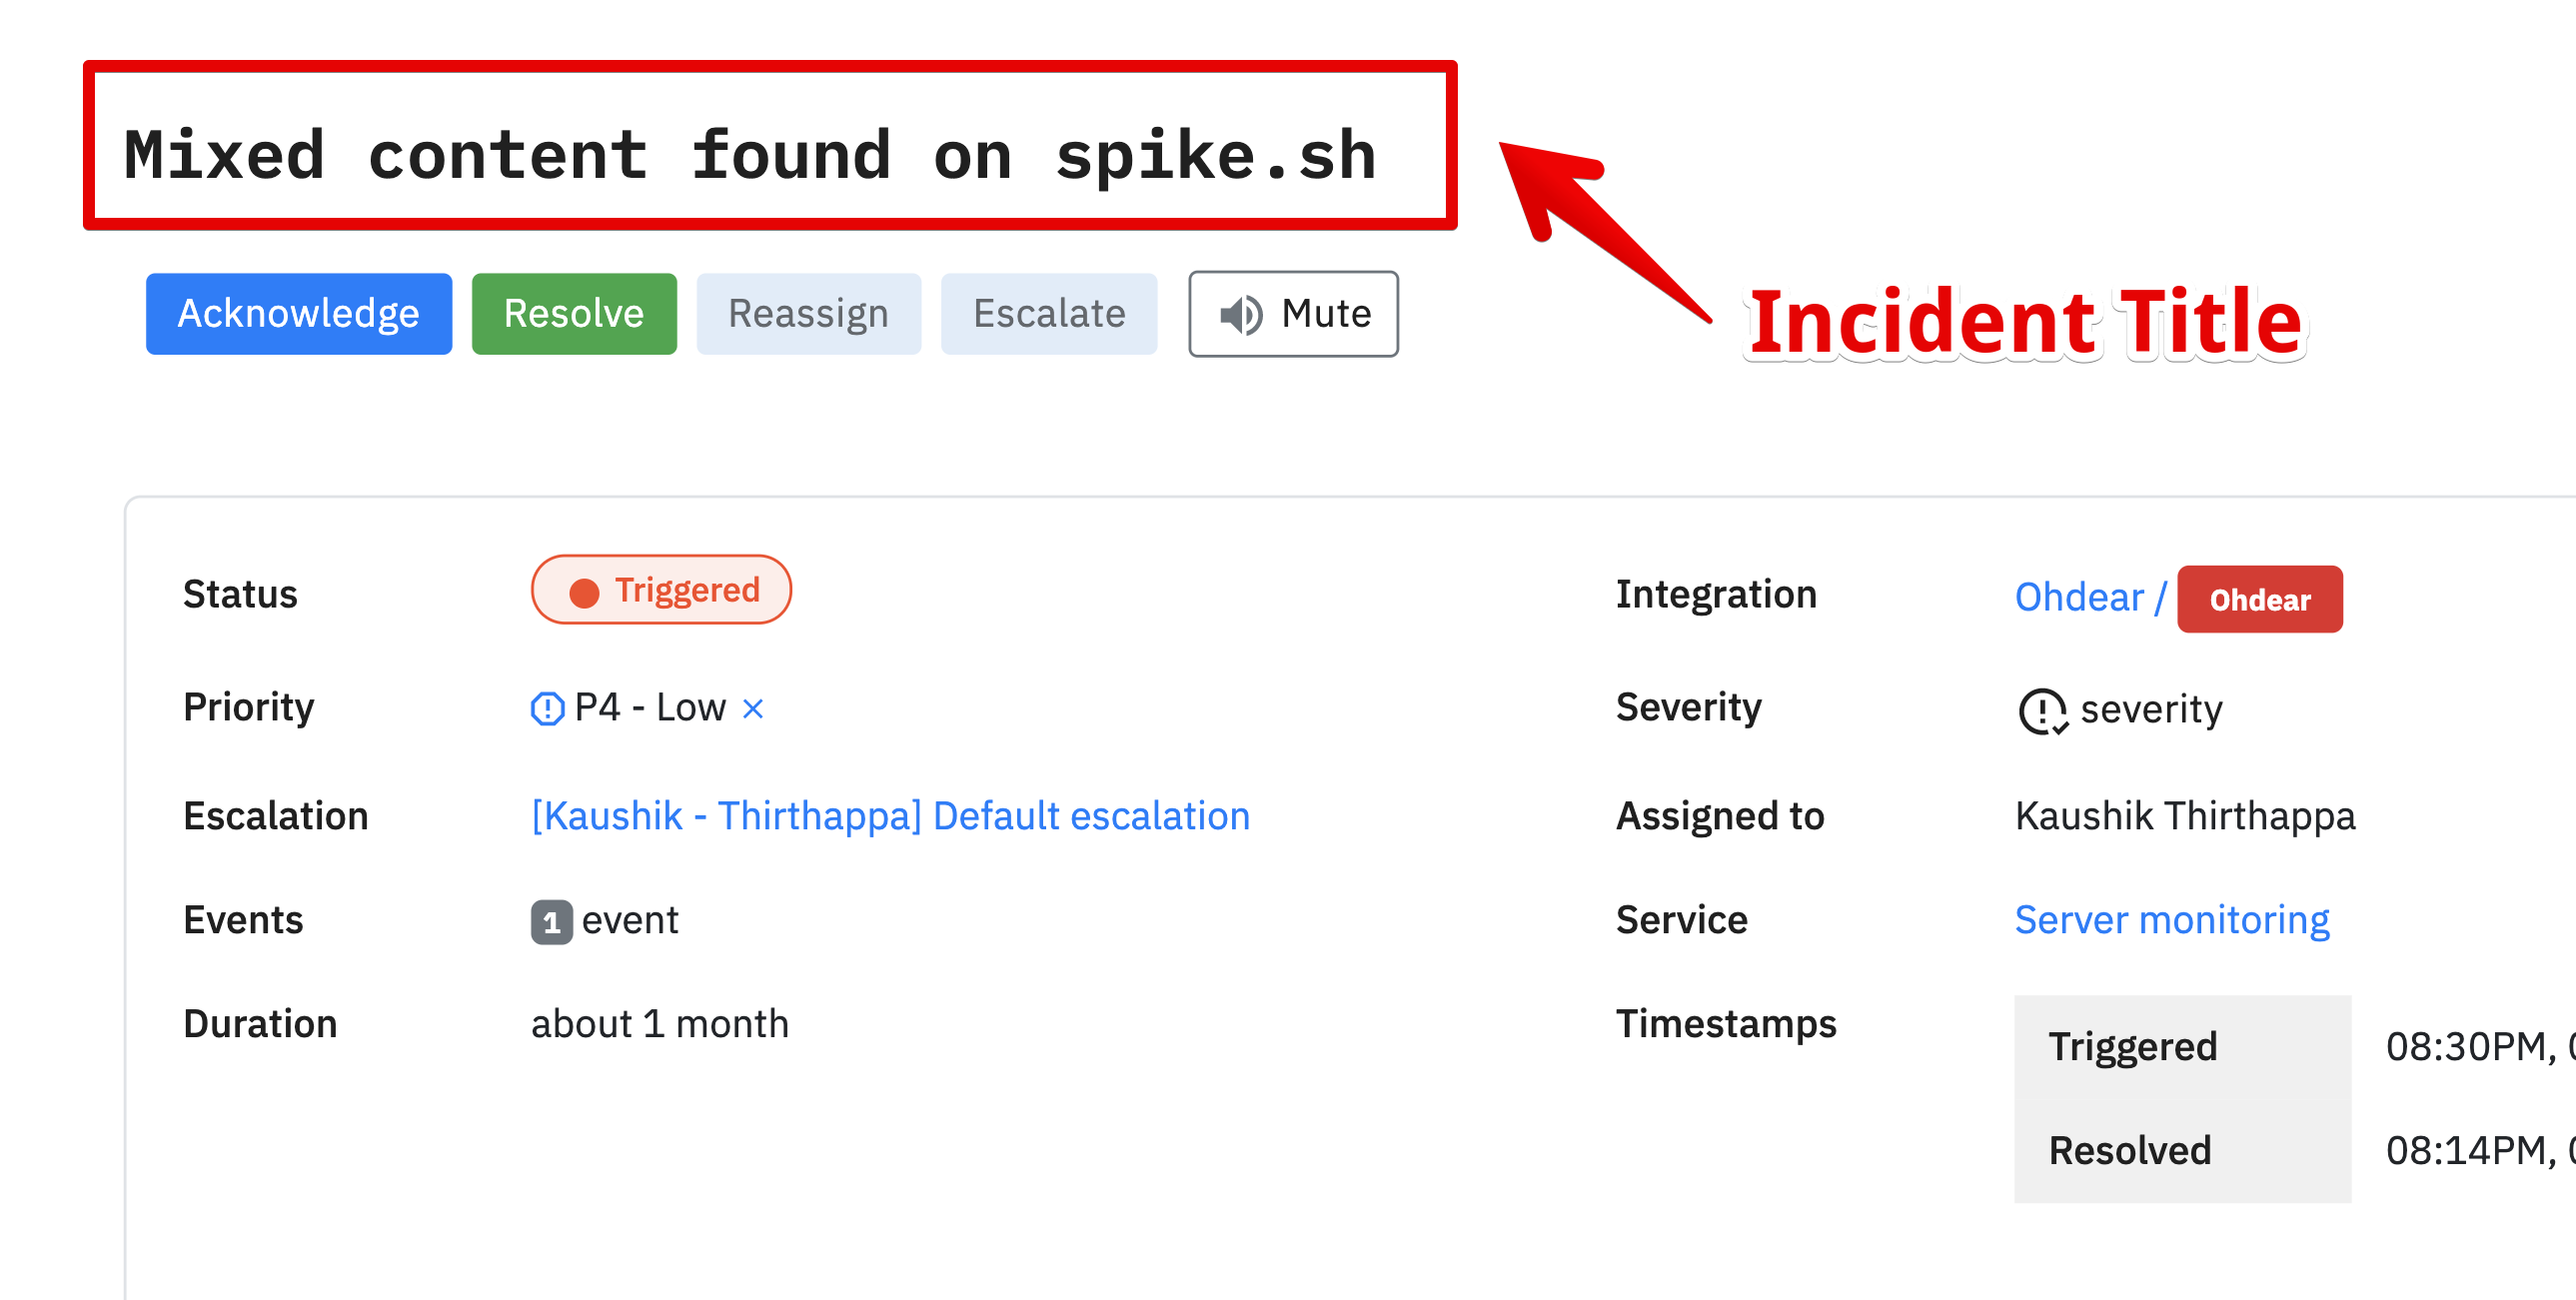 Mixed content found on spike.sh
Acknowledge Resolve Reassign Escalate Mute
Incident Title
Status Triggered Integration Ohdear / Ohdear
Priority P4 - Low × Severity severity
Escalation [Kaushik - Thirthappa] Default escalation Assigned to Kaushik Thirthappa
Events 1 event Service Server monitoring
Duration about 1 month Timestamps
Triggered 08:30PM,
Resolved 08:14PM,